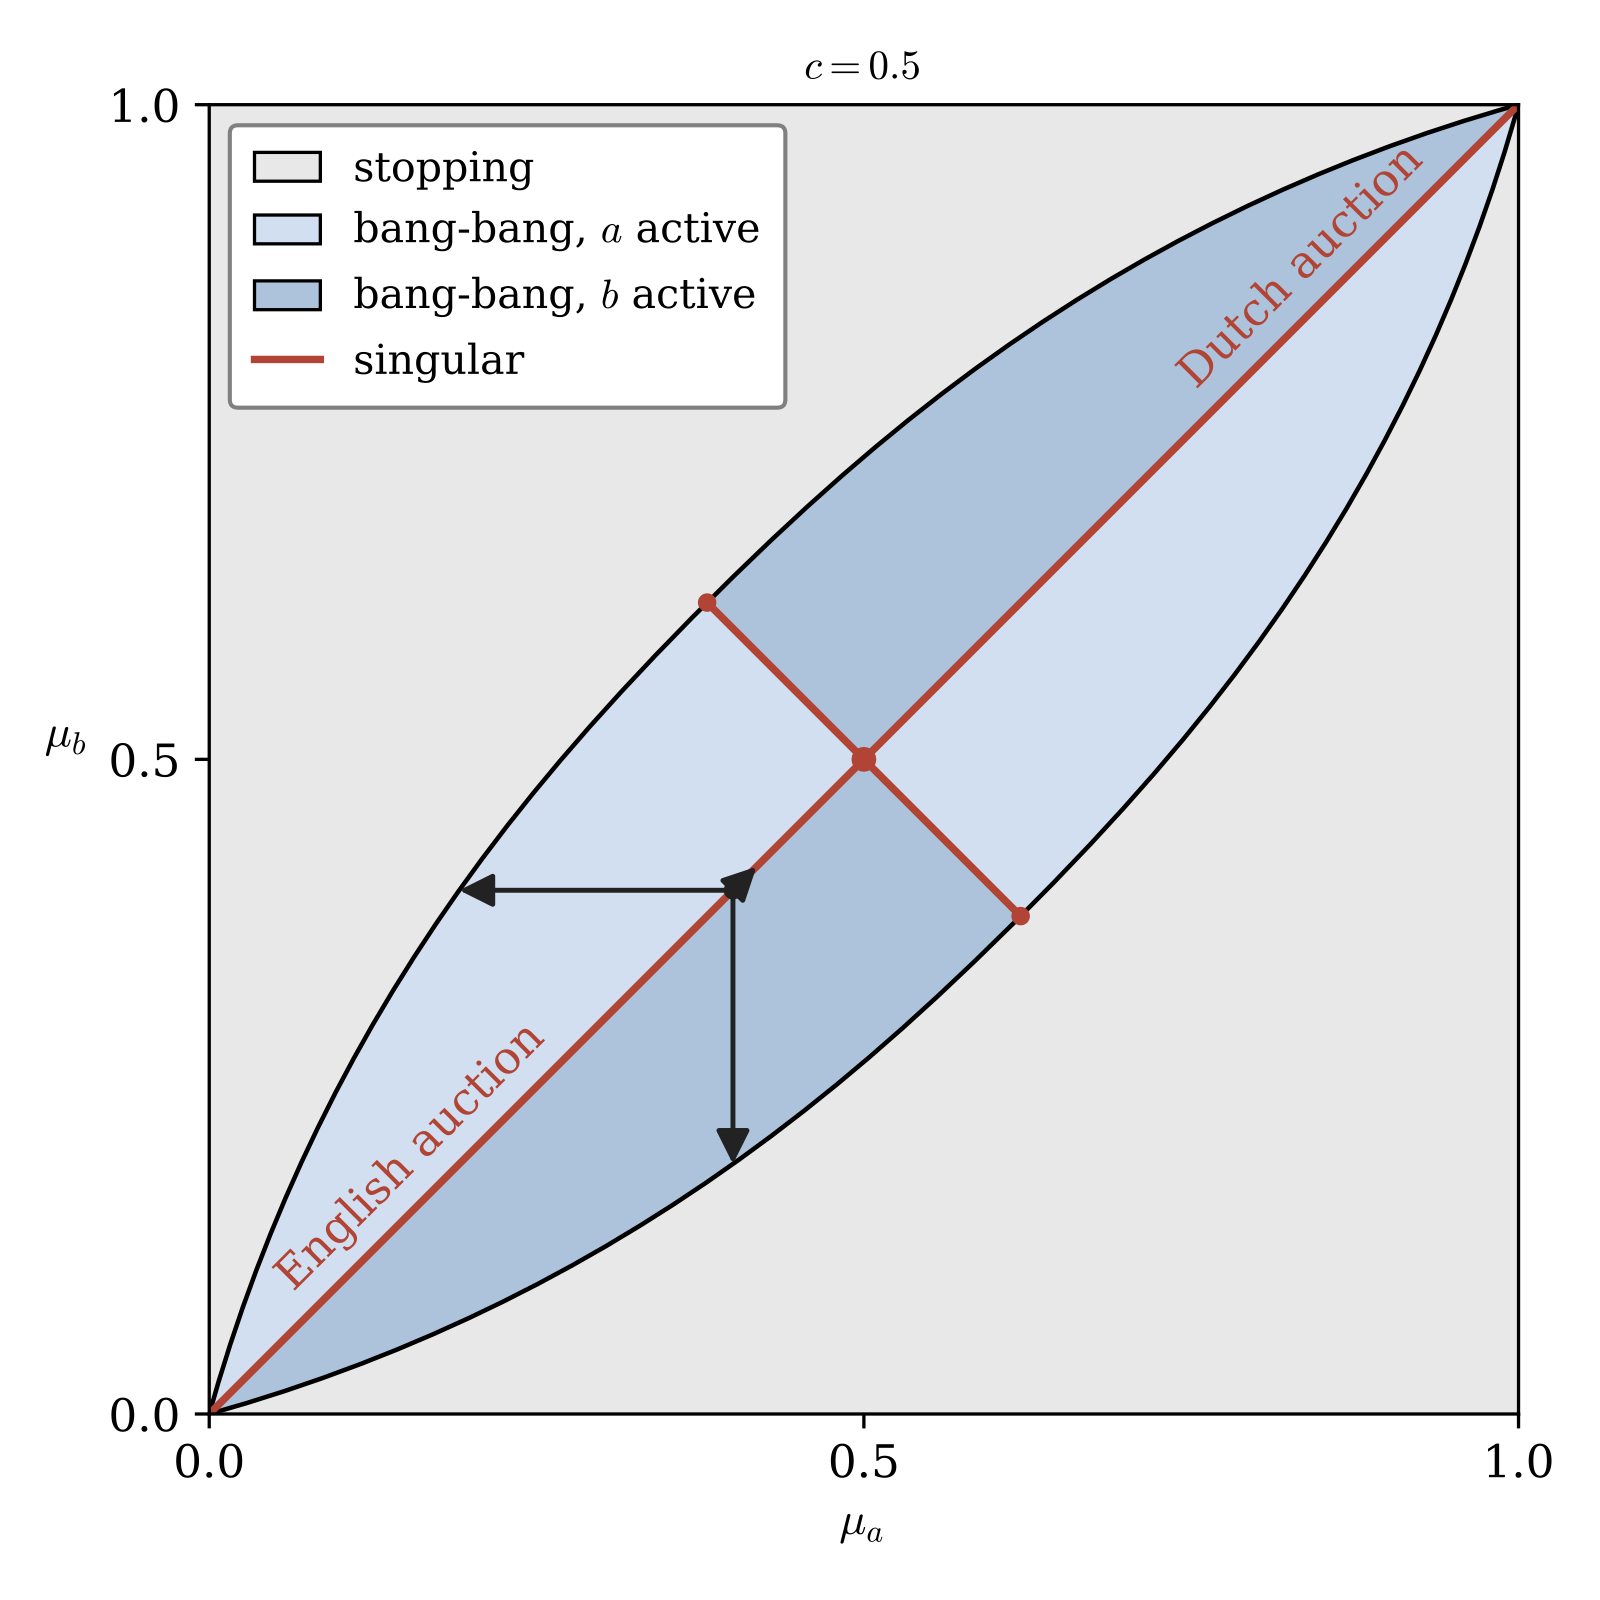 c = 0.5
1.0
stopping
bang-bang, a active
bang-bang, b active
singular
Dutch auction
μ_b
0.5
English auction
0.0
0.0 0.5 1.0
μ_a